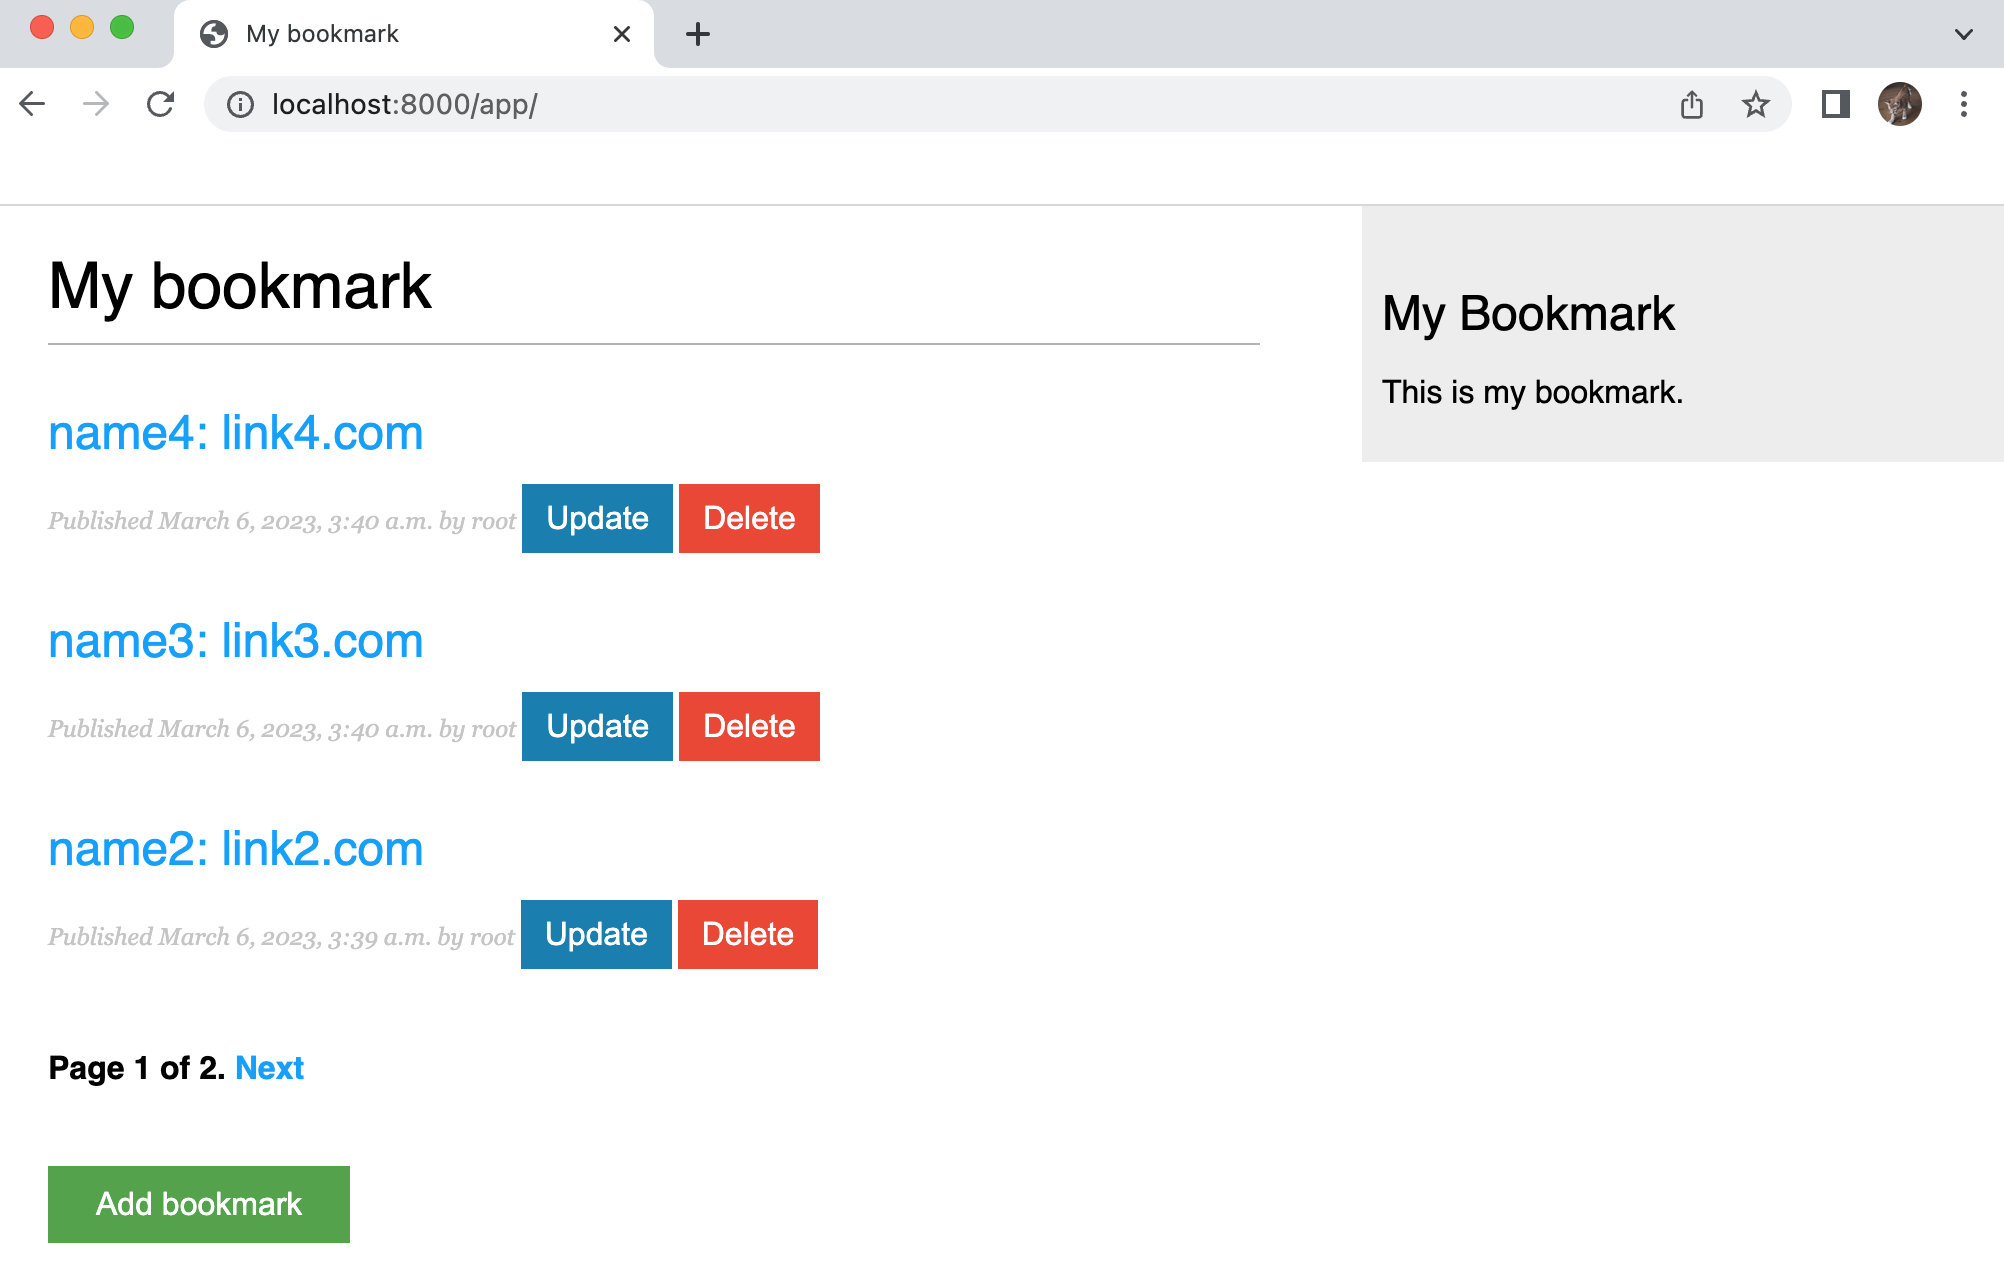 My bookmark
localhost:8000/app/
My bookmark
name4: link4.com
Published March 6, 2023, 3:40 a.m. by root Update Delete
name3: link3.com
Published March 6, 2023, 3:40 a.m. by root Update Delete
name2: link2.com
Published March 6, 2023, 3:39 a.m. by root Update Delete
Page 1 of 2. Next
Add bookmark
My Bookmark
This is my bookmark.